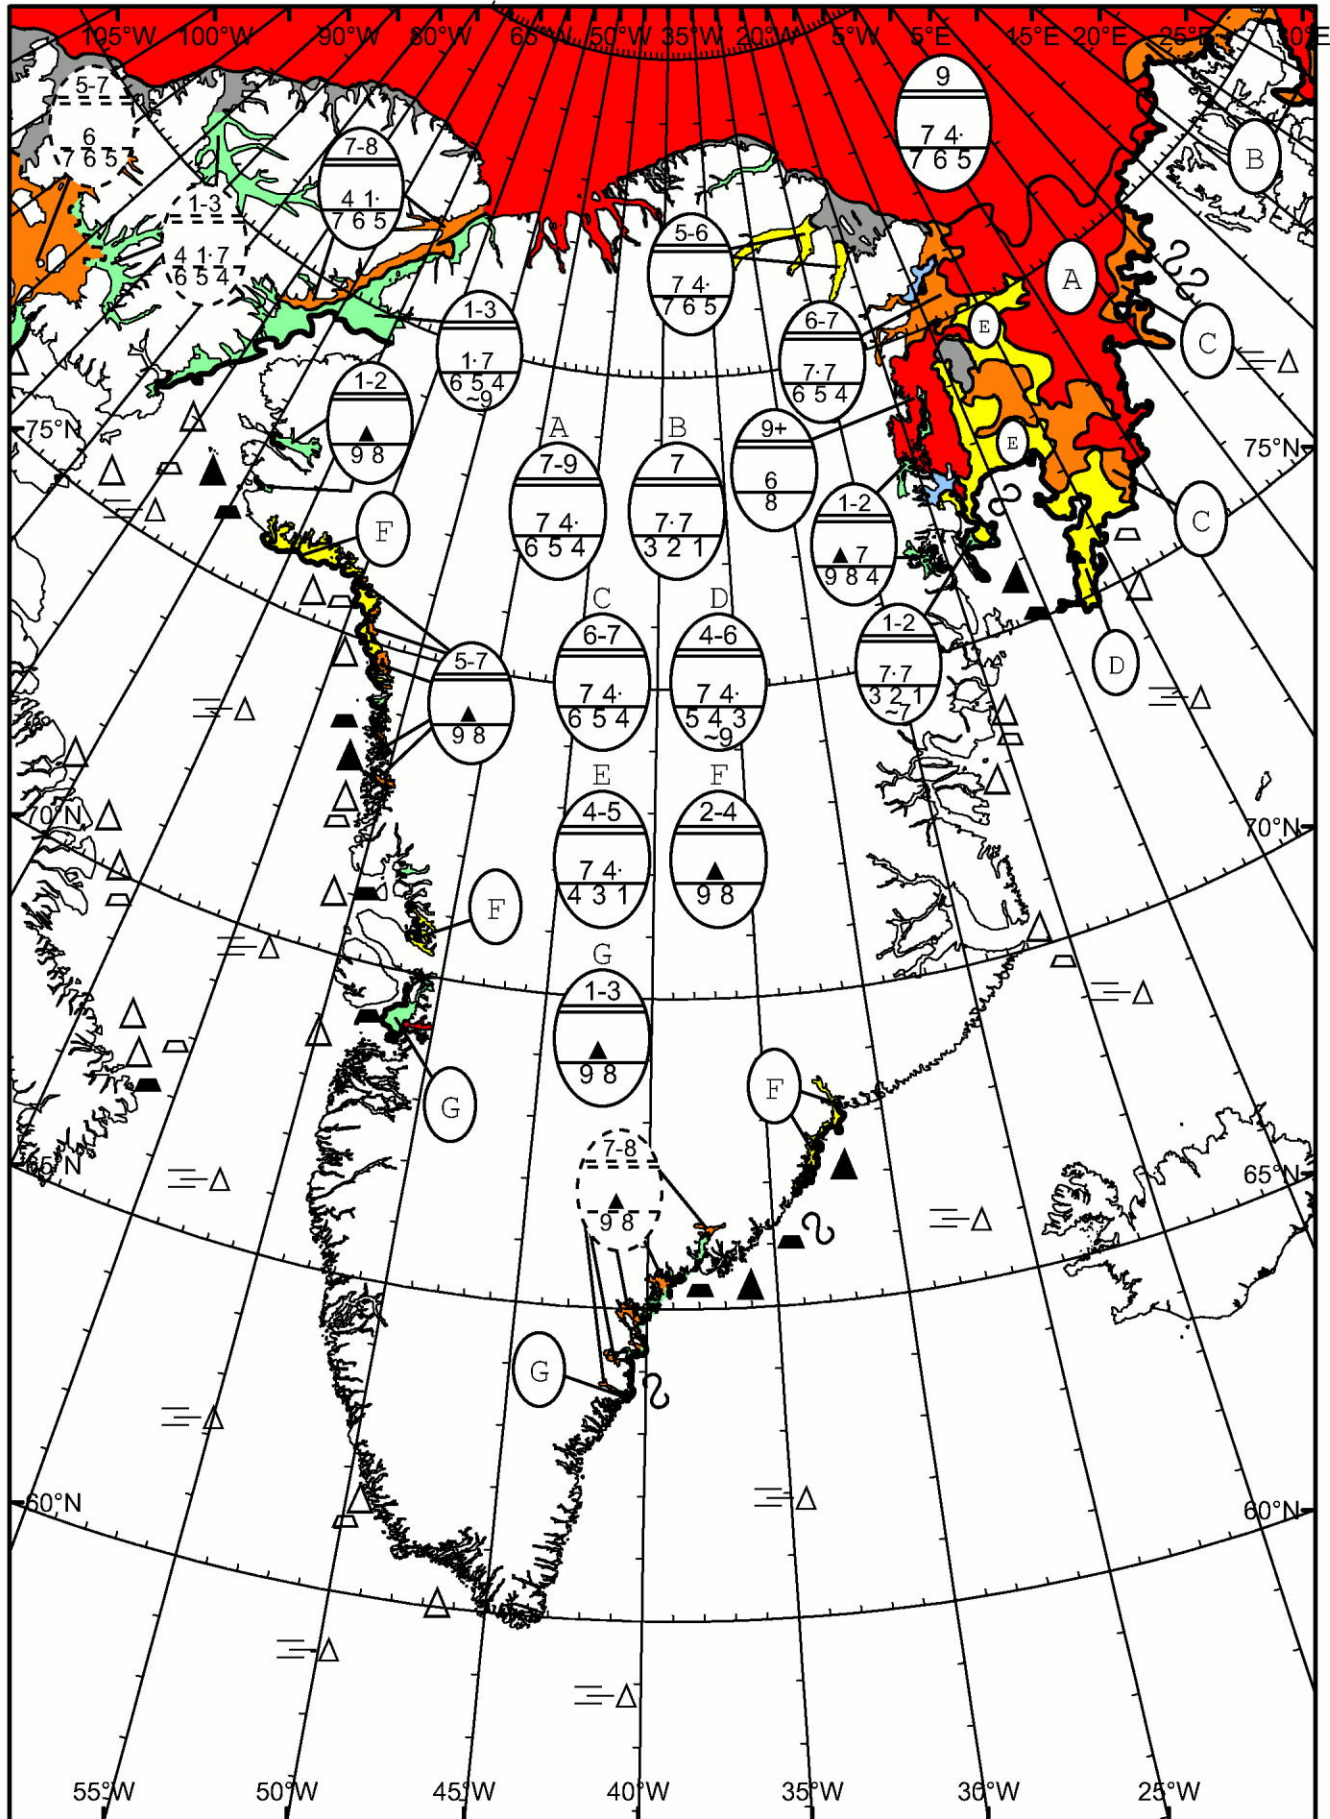 105°W 100°W 90°W 80°W 65°W 50°W 35°W 20°W 5°W 5°E 15°E 20°E 25°E 30°E
5-7
6
7 6 5
7-8
4 1·
7 6 5
9
7 4·
7 6 5
B
1-3
4 1·7
6 5 4
5-6
7 4·
7 6 5
A
1-3
1·7
6 5 4
~9
6-7
7·7
6 5 4
E
C
1-2
▲
9 8
75°N
75°N
A
7-9
7 4·
6 5 4
B
7
7·7
3 2 1
9+
6
8
E
F
1-2
▲ 7
9 8 4
C
C
6-7
7 4·
6 5 4
D
4-6
7 4·
5 4 3
~9
1-2
7·7
3 2 1
~7
D
5-7
▲
9 8
70°N
70°N
E
4-5
7 4·
4 3 1
F
2-4
▲
9 8
F
G
1-3
▲
9 8
G
F
65°N
65°N
7-8
▲
9 8
G
60°N
60°N
55°W 50°W 45°W 40°W 35°W 30°W 25°W